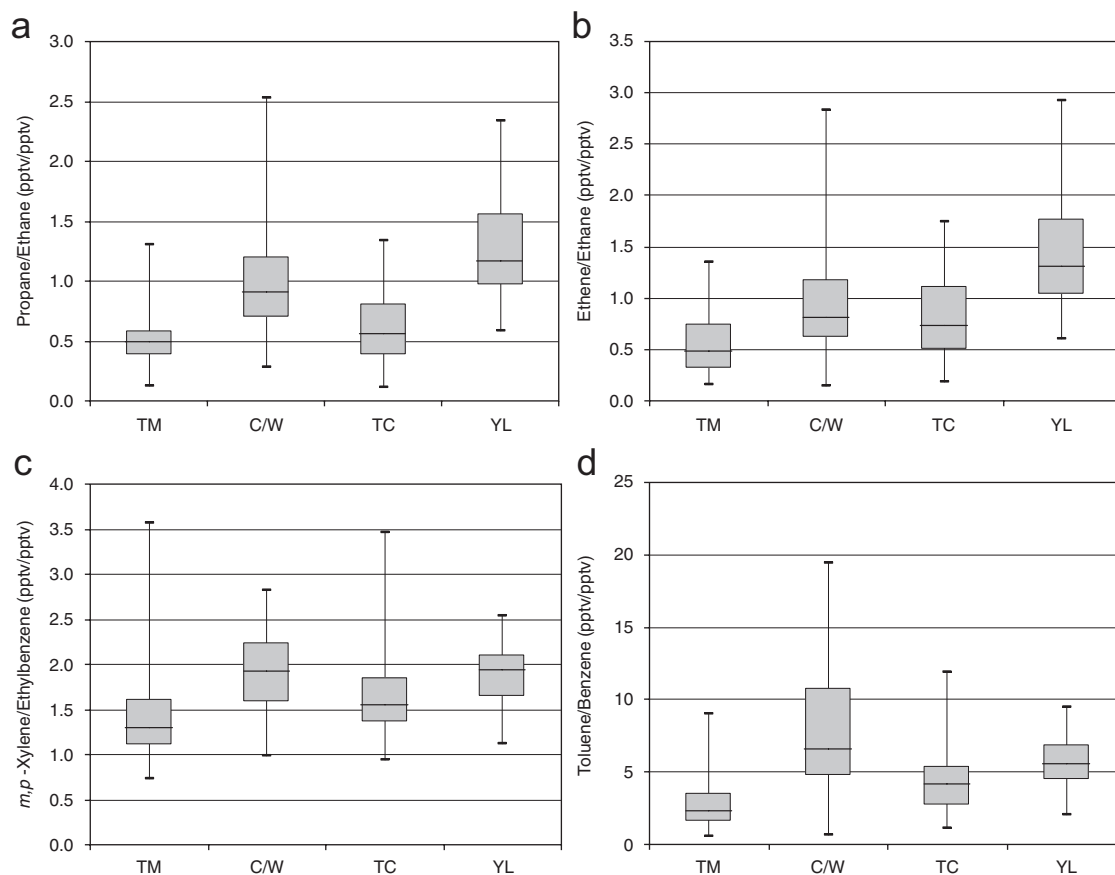 a
Propane/Ethane (pptv/pptv)
3.0
2.5
2.0
1.5
1.0
0.5
0.0
TM C/W TC YL
b
Ethene/Ethane (pptv/pptv)
3.5
3.0
2.5
2.0
1.5
1.0
0.5
0.0
TM C/W TC YL
c
m,p -Xylene/Ethylbenzene (pptv/pptv)
4.0
3.5
3.0
2.5
2.0
1.5
1.0
0.5
0.0
TM C/W TC YL
d
Toluene/Benzene (pptv/pptv)
25
20
15
10
5
0
TM C/W TC YL